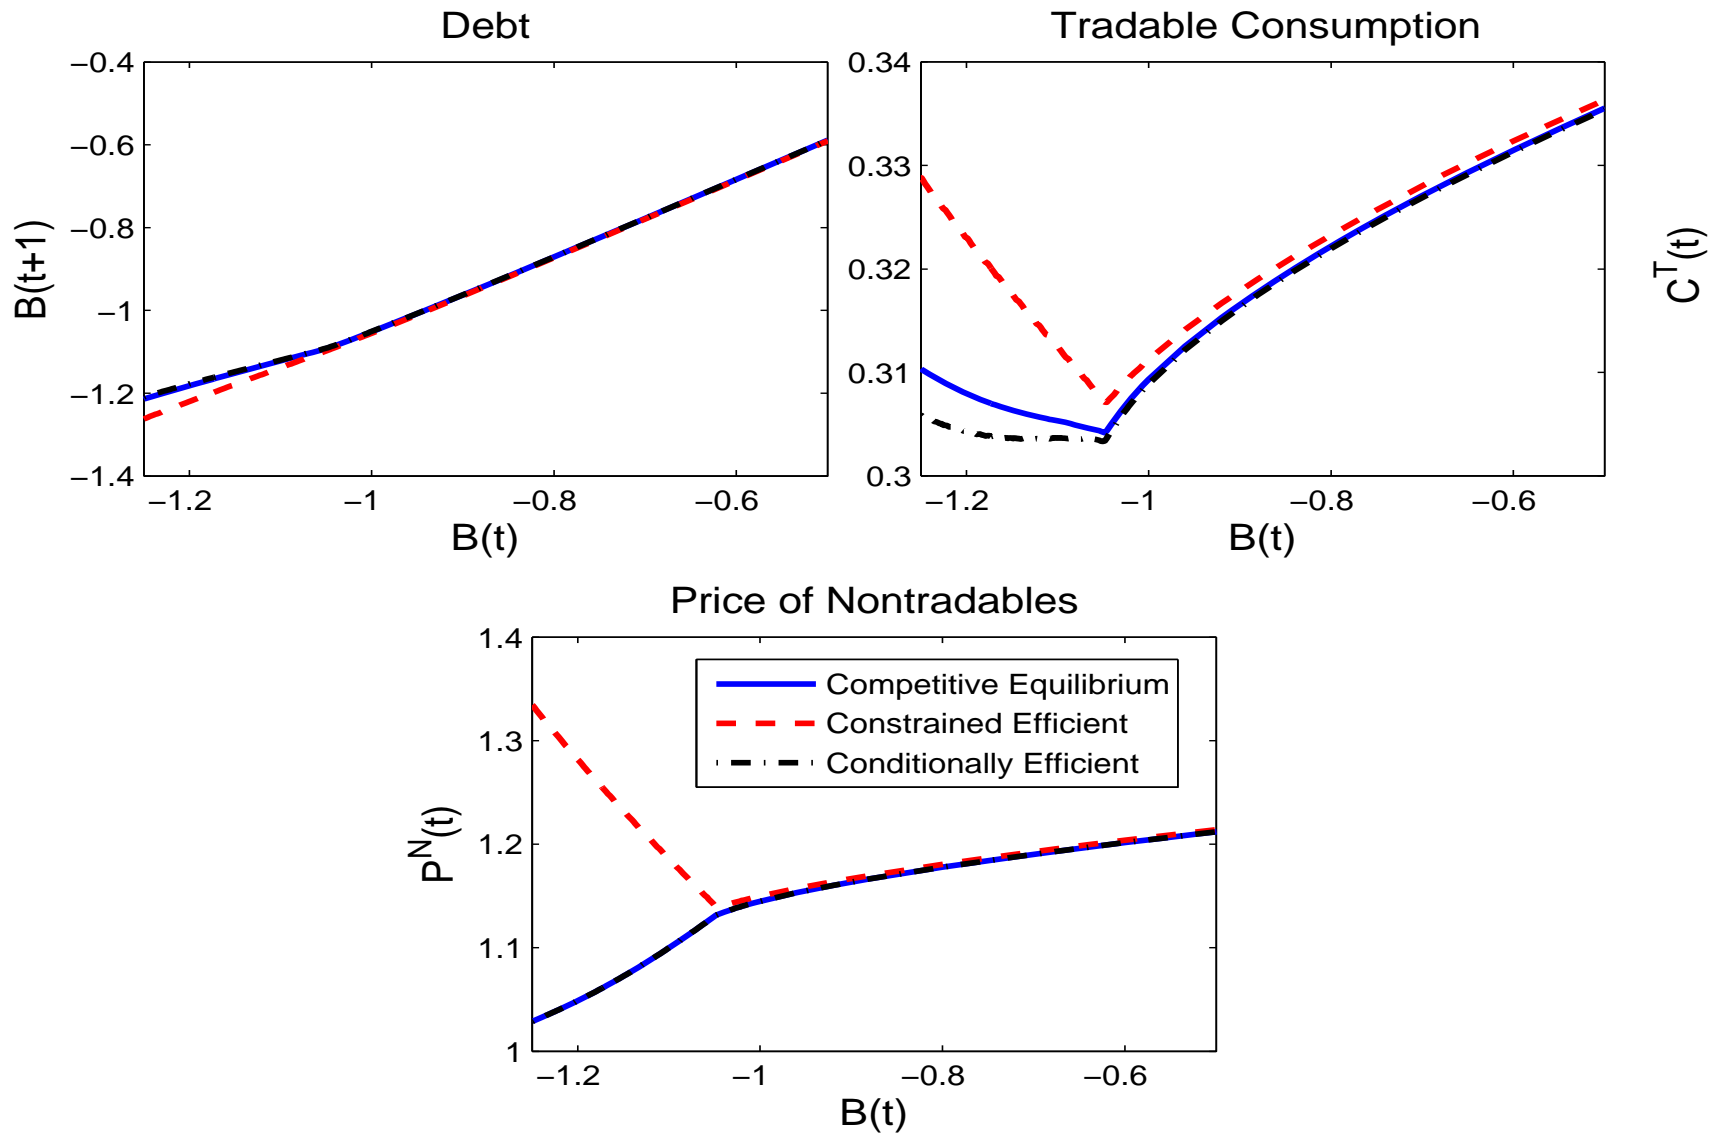 Debt
−0.4
−0.6
−0.8
−1
−1.2
−1.4
B(t+1)
−1.2
−1
−0.8
−0.6
B(t)
Tradable Consumption
0.34
0.33
0.32
0.31
0.3
C^T(t)
−1.2
−1
−0.8
−0.6
B(t)
Price of Nontradables
1.4
1.3
1.2
1.1
1
P^N(t)
Competitive Equilibrium
Constrained Efficient
Conditionally Efficient
−1.2
−1
−0.8
−0.6
B(t)